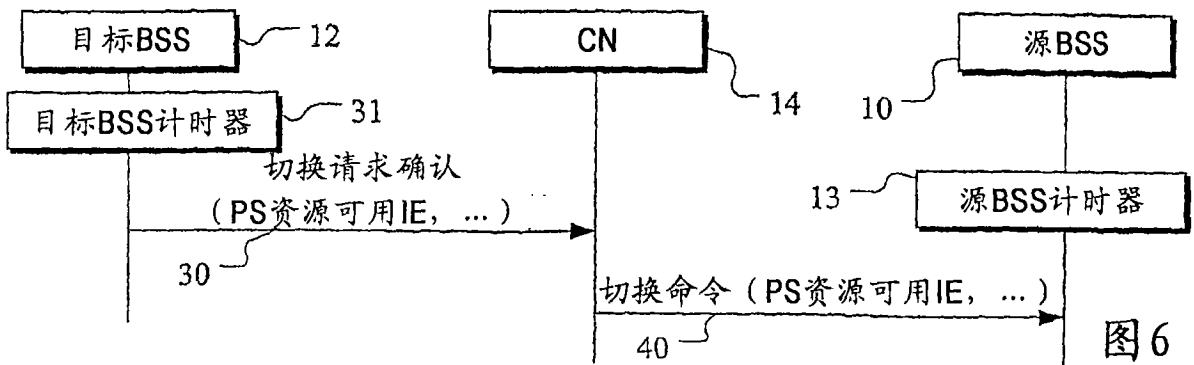 目标BSS
12
CN
14
源BSS
10
目标BSS计时器
31
切换请求确认
（PS资源可用IE，...）
30
13
源BSS计时器
切换命令（PS资源可用IE，...）
40
图6